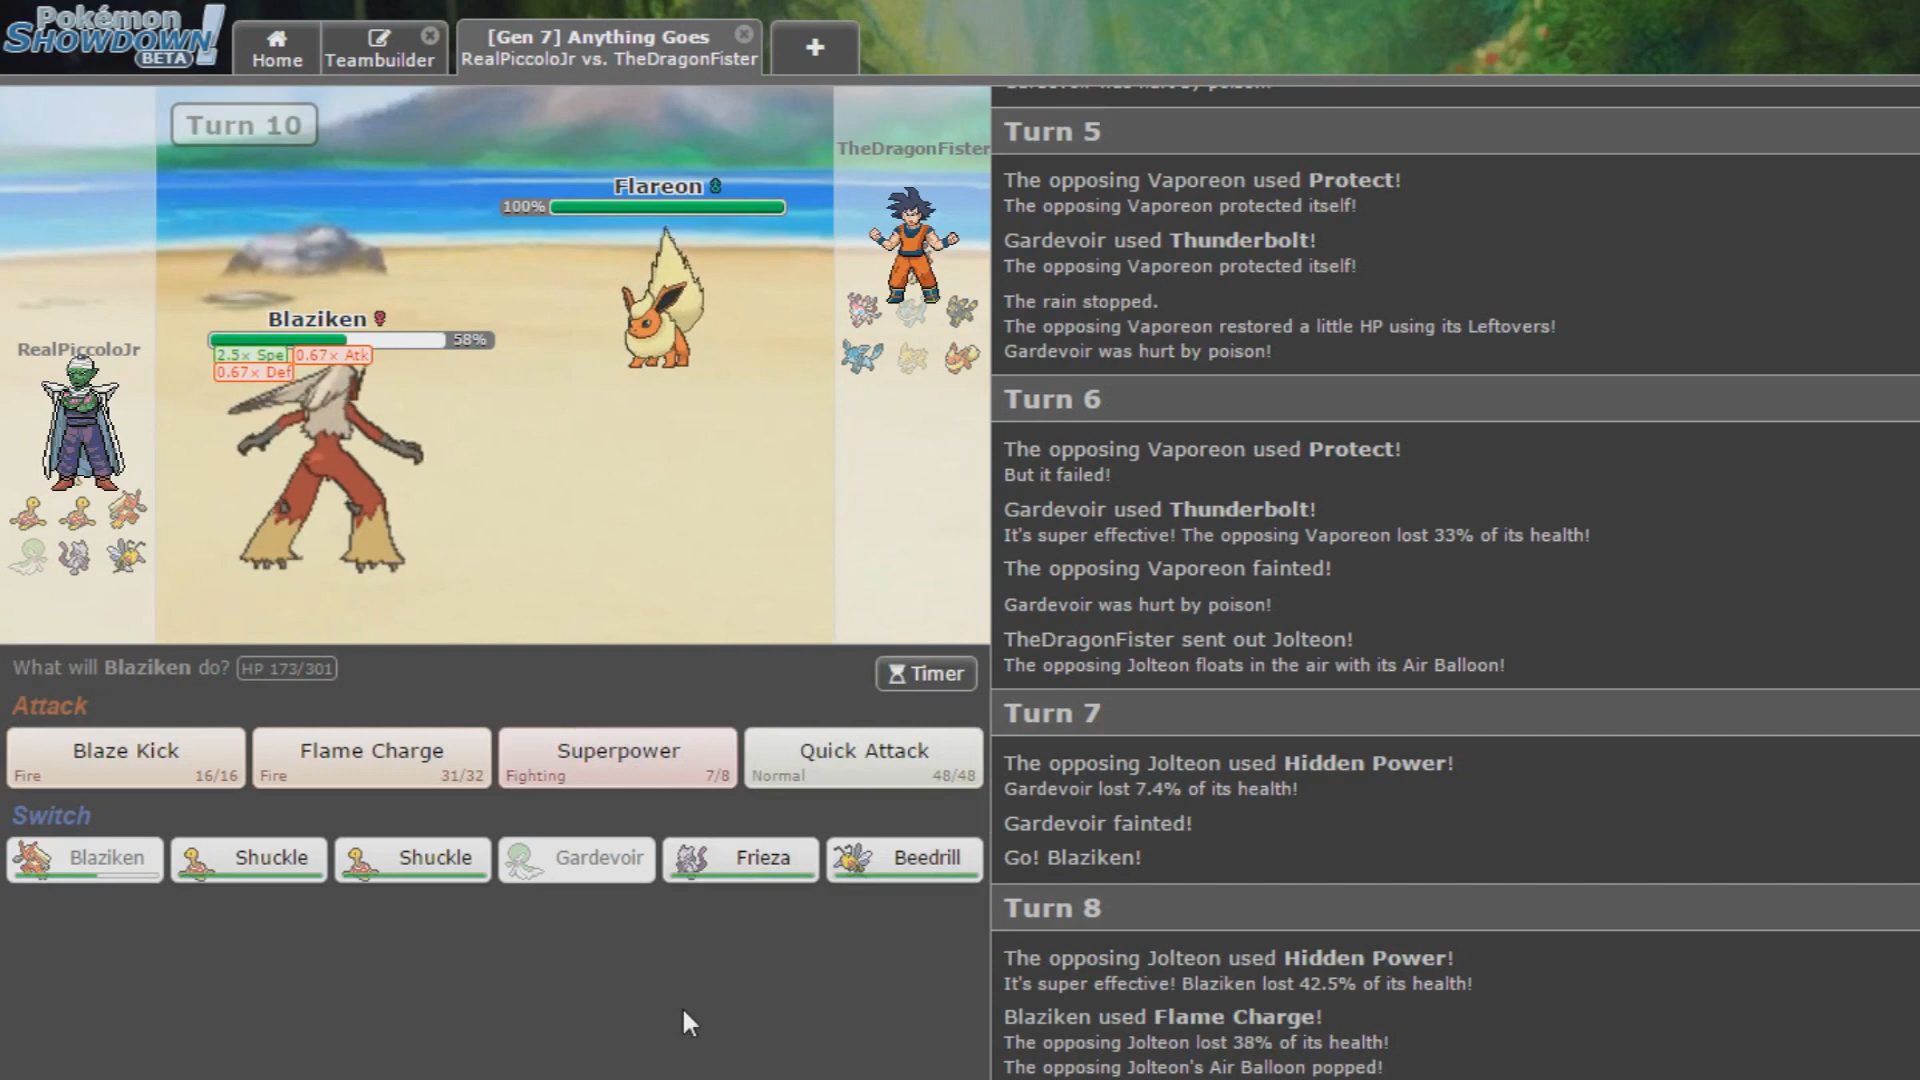 Pokémon
SHOWDOWN!
BETA
Home
Teambuilder
[Gen 7] Anything Goes
RealPiccoloJr vs. TheDragonFister
+
Turn 10
TheDragonFister
Flareon
100%
Blaziken
58%
2.5× Spe 0.67× Atk
0.67× Def
RealPiccoloJr
What will Blaziken do? HP 173/301
Timer
Attack
Blaze Kick
Fire 16/16
Flame Charge
Fire 31/32
Superpower
Fighting 7/8
Quick Attack
Normal 48/48
Switch
Blaziken
Shuckle
Shuckle
Gardevoir
Frieza
Beedrill
Gardevoir was hurt by poison!
Turn 5
The opposing Vaporeon used Protect!
The opposing Vaporeon protected itself!
Gardevoir used Thunderbolt!
The opposing Vaporeon protected itself!
The rain stopped.
The opposing Vaporeon restored a little HP using its Leftovers!
Gardevoir was hurt by poison!
Turn 6
The opposing Vaporeon used Protect!
But it failed!
Gardevoir used Thunderbolt!
It's super effective! The opposing Vaporeon lost 33% of its health!
The opposing Vaporeon fainted!
Gardevoir was hurt by poison!
TheDragonFister sent out Jolteon!
The opposing Jolteon floats in the air with its Air Balloon!
Turn 7
The opposing Jolteon used Hidden Power!
Gardevoir lost 7.4% of its health!
Gardevoir fainted!
Go! Blaziken!
Turn 8
The opposing Jolteon used Hidden Power!
It's super effective! Blaziken lost 42.5% of its health!
Blaziken used Flame Charge!
The opposing Jolteon lost 38% of its health!
The opposing Jolteon's Air Balloon popped!